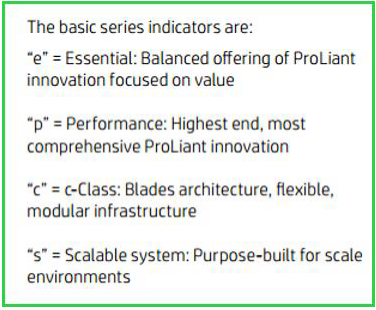 The basic series indicators are:
“e” = Essential: Balanced offering of ProLiant
innovation focused on value
“p” = Performance: Highest end, most
comprehensive ProLiant innovation
“c” = c-Class: Blades architecture, flexible,
modular infrastructure
“s” = Scalable system: Purpose-built for scale
environments